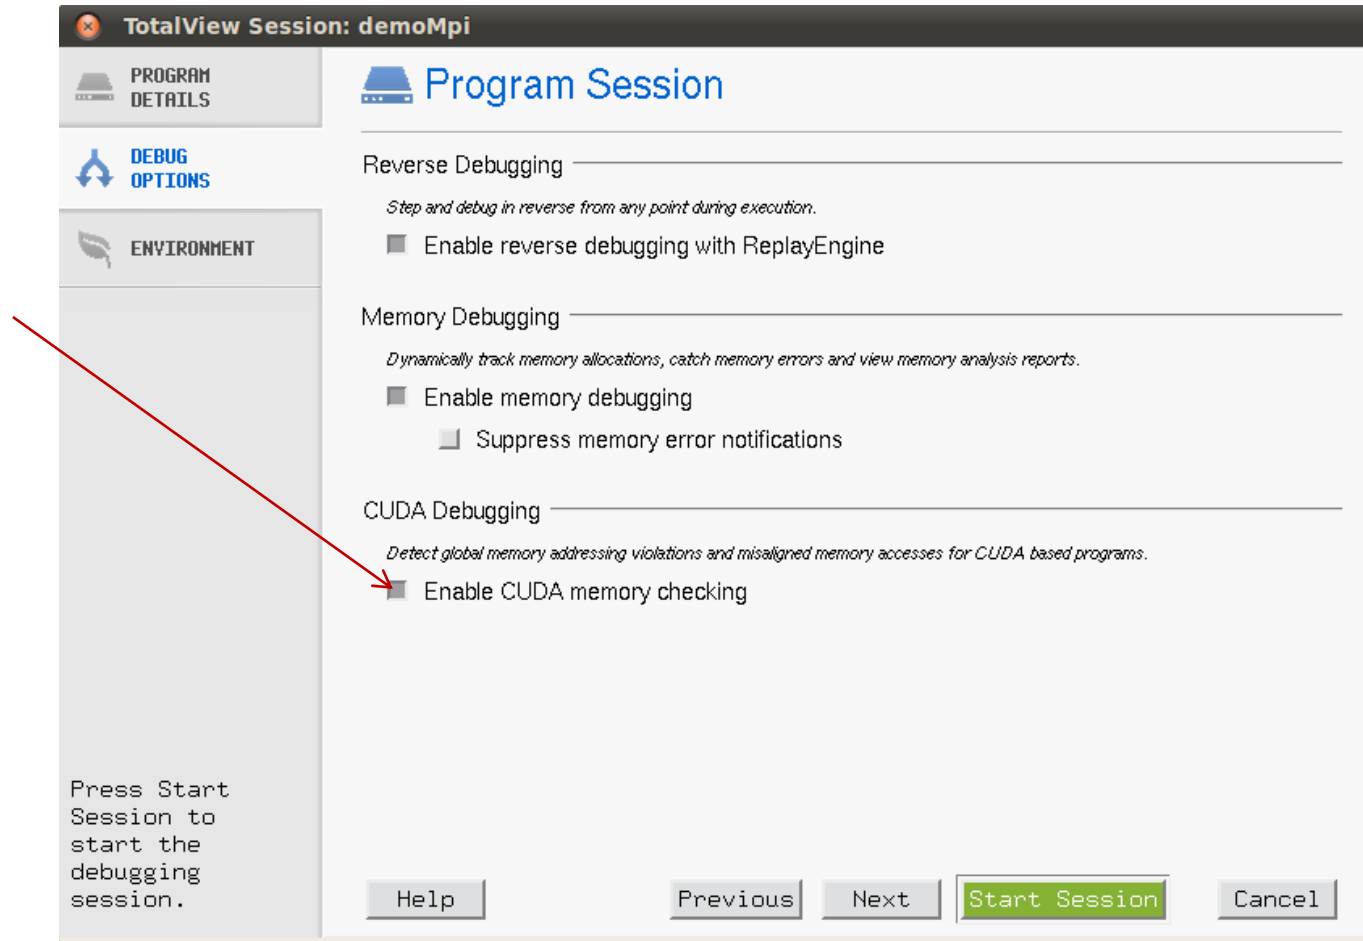 TotalView Session: demoMpi
PROGRAM
DETAILS
DEBUG
OPTIONS
ENVIRONMENT
Press Start
Session to
start the
debugging
session.
Program Session
Reverse Debugging
Step and debug in reverse from any point during execution.
Enable reverse debugging with ReplayEngine
Memory Debugging
Dynamically track memory allocations, catch memory errors and view memory analysis reports.
Enable memory debugging
Suppress memory error notifications
CUDA Debugging
Detect global memory addressing violations and misaligned memory accesses for CUDA based programs.
Enable CUDA memory checking
Help Previous Next Start Session Cancel